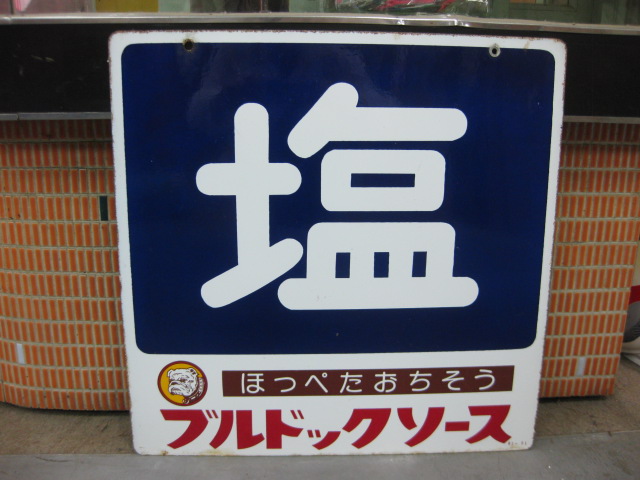 塩
ほっぺたおちそう
ブルドックソース